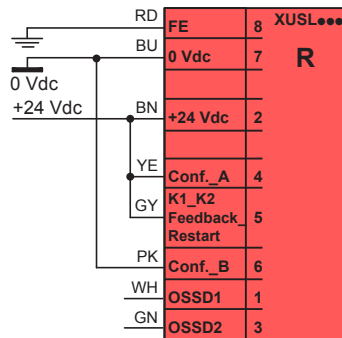 RD FE 8 XUSL●●●
BU 0 Vdc 7 R
0 Vdc
+24 Vdc BN +24 Vdc 2
YE Conf._A 4
GY K1_K2
Feedback_ 5
Restart
PK Conf._B 6
WH OSSD1 1
GN OSSD2 3